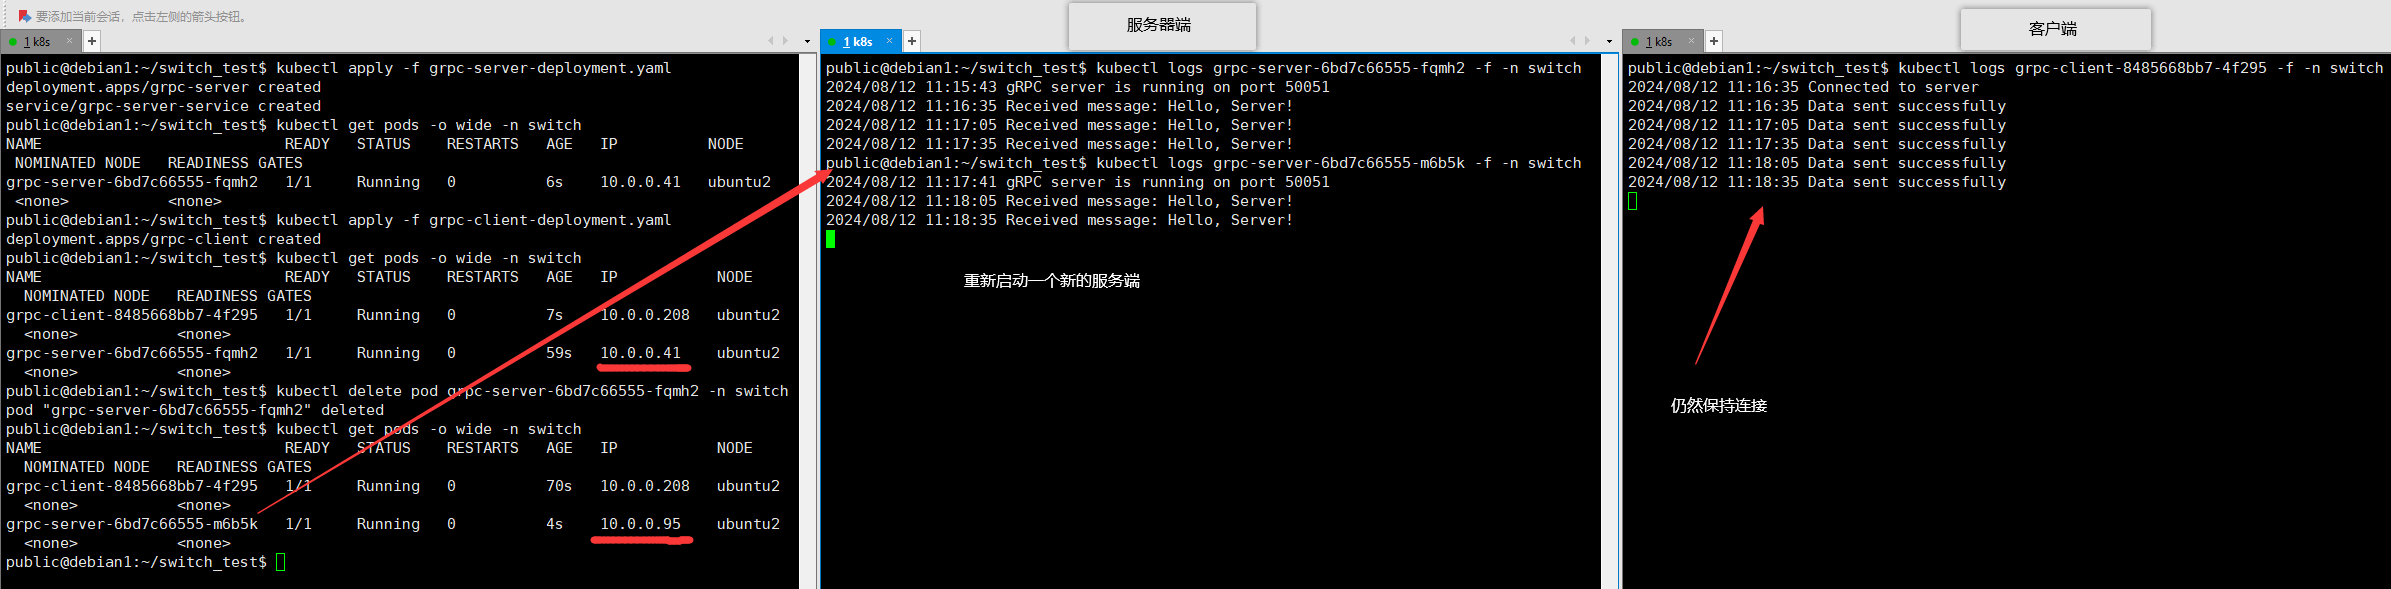 要添加当前会话，点击左侧的箭头按钮。
服务器端
客户端
1 k8s × +
1 k8s × +
1 k8s × +
public@debian1:~/switch_test$ kubectl apply -f grpc-server-deployment.yaml
deployment.apps/grpc-server created
service/grpc-server-service created
public@debian1:~/switch_test$ kubectl get pods -o wide -n switch
NAME                           READY   STATUS    RESTARTS   AGE   IP          NODE
 NOMINATED NODE   READINESS GATES
grpc-server-6bd7c66555-fqmh2   1/1     Running   0          6s    10.0.0.41   ubuntu2
 <none>           <none>
public@debian1:~/switch_test$ kubectl apply -f grpc-client-deployment.yaml
deployment.apps/grpc-client created
public@debian1:~/switch_test$ kubectl get pods -o wide -n switch
NAME                           READY   STATUS    RESTARTS   AGE   IP           NODE
  NOMINATED NODE   READINESS GATES
grpc-client-8485668bb7-4f295   1/1     Running   0          7s    10.0.0.208   ubuntu2
  <none>           <none>
grpc-server-6bd7c66555-fqmh2   1/1     Running   0          59s   10.0.0.41    ubuntu2
  <none>           <none>
public@debian1:~/switch_test$ kubectl delete pod grpc-server-6bd7c66555-fqmh2 -n switch
pod "grpc-server-6bd7c66555-fqmh2" deleted
public@debian1:~/switch_test$ kubectl get pods -o wide -n switch
NAME                           READY   STATUS    RESTARTS   AGE   IP           NODE
  NOMINATED NODE   READINESS GATES
grpc-client-8485668bb7-4f295   1/1     Running   0          70s   10.0.0.208   ubuntu2
  <none>           <none>
grpc-server-6bd7c66555-m6b5k   1/1     Running   0          4s    10.0.0.95    ubuntu2
  <none>           <none>
public@debian1:~/switch_test$
public@debian1:~/switch_test$ kubectl logs grpc-server-6bd7c66555-fqmh2 -f -n switch
2024/08/12 11:15:43 gRPC server is running on port 50051
2024/08/12 11:16:35 Received message: Hello, Server!
2024/08/12 11:17:05 Received message: Hello, Server!
2024/08/12 11:17:35 Received message: Hello, Server!
public@debian1:~/switch_test$ kubectl logs grpc-server-6bd7c66555-m6b5k -f -n switch
2024/08/12 11:17:41 gRPC server is running on port 50051
2024/08/12 11:18:05 Received message: Hello, Server!
2024/08/12 11:18:35 Received message: Hello, Server!
重新启动一个新的服务端
public@debian1:~/switch_test$ kubectl logs grpc-client-8485668bb7-4f295 -f -n switch
2024/08/12 11:16:35 Connected to server
2024/08/12 11:16:35 Data sent successfully
2024/08/12 11:17:05 Data sent successfully
2024/08/12 11:17:35 Data sent successfully
2024/08/12 11:18:05 Data sent successfully
2024/08/12 11:18:35 Data sent successfully
仍然保持连接